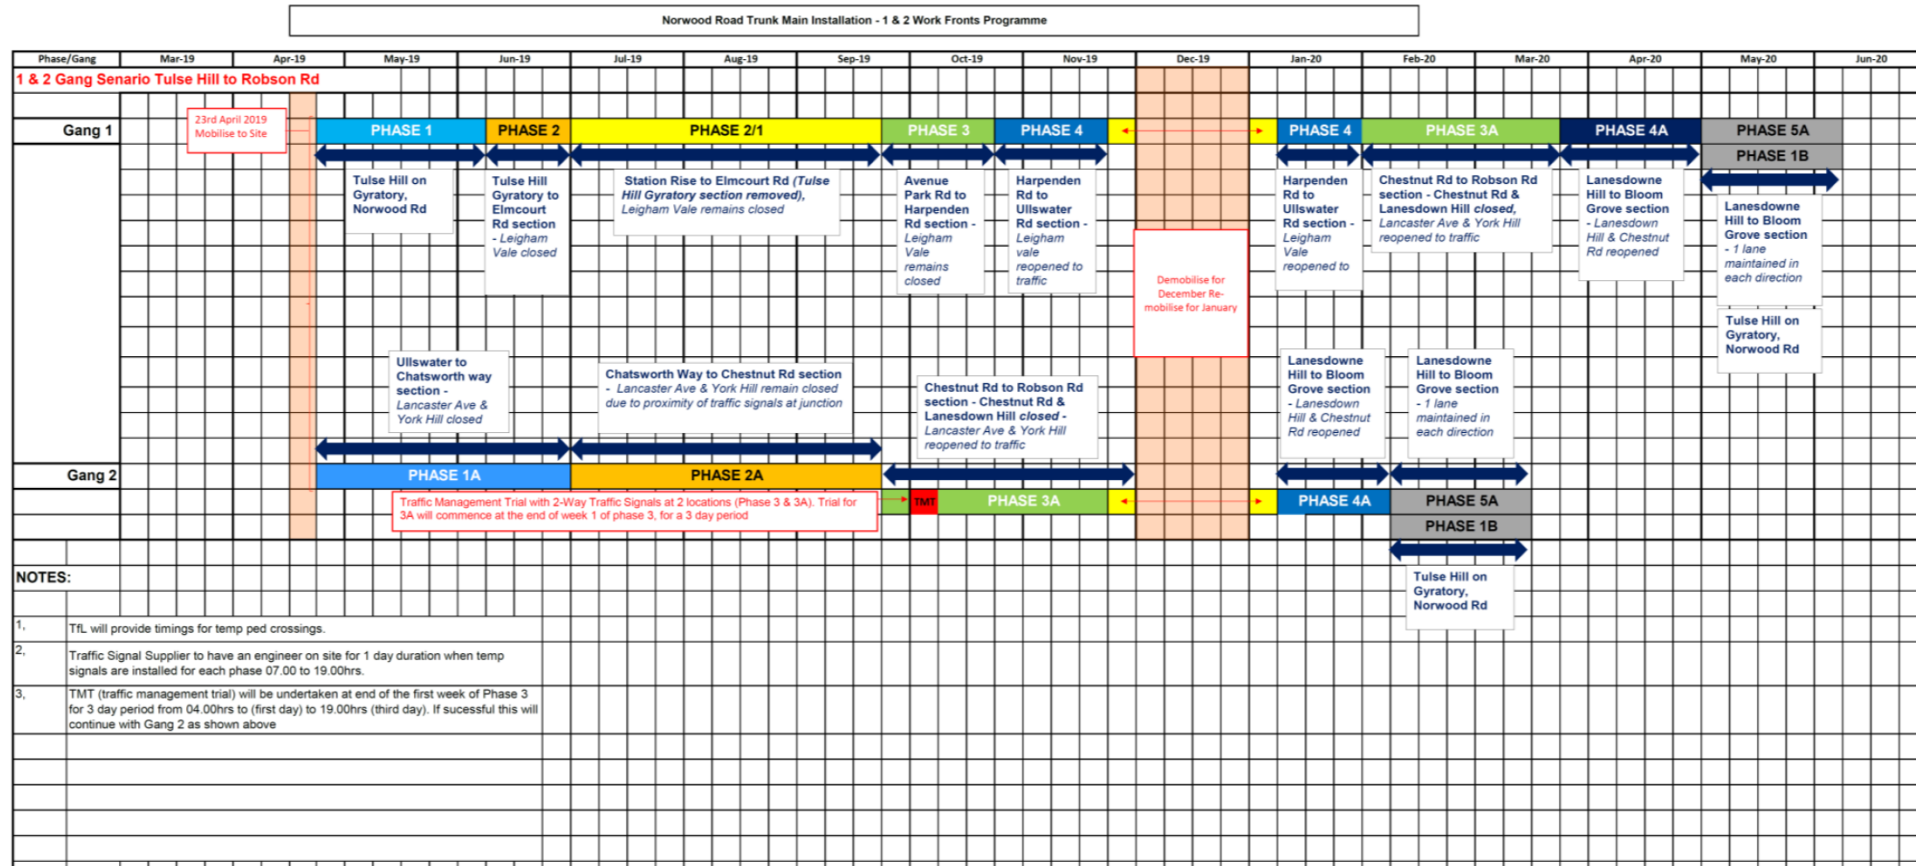 Norwood Road Trunk Main Installation - 1 & 2 Work Fronts Programme
Phase/Gang Mar-19 Apr-19 May-19 Jun-19 Jul-19 Aug-19 Sep-19 Oct-19 Nov-19 Dec-19 Jan-20 Feb-20 Mar-20 Apr-20 May-20 Jun-20
1 & 2 Gang Senario Tulse Hill to Robson Rd
23rd April 2019
Mobilise to Site
Gang 1 PHASE 1 PHASE 2 PHASE 2/1 PHASE 3 PHASE 4 PHASE 4 PHASE 3A PHASE 4A PHASE 5A
PHASE 1B
Tulse Hill on
Gyratory,
Norwood Rd
Tulse Hill
Gyratory to
Elmcourt
Rd section
- Leigham
Vale closed
Station Rise to Elmcourt Rd (Tulse
Hill Gyratory section removed),
Leigham Vale remains closed
Avenue
Park Rd to
Harpenden
Rd section -
Leigham
Vale
remains
closed
Harpenden
Rd to
Ullswater
Rd section -
Leigham
vale
reopened to
traffic
Demobilise for
December Re-
mobilise for January
Harpenden
Rd to
Ullswater
Rd section -
Leigham
Vale
reopened to
Chestnut Rd to Robson Rd
section - Chestnut Rd &
Lanesdown Hill closed,
Lancaster Ave & York Hill
reopened to traffic
Lanesdowne
Hill to Bloom
Grove section
- Lanesdown
Hill & Chestnut
Rd reopened
Lanesdowne
Hill to Bloom
Grove section
- 1 lane
maintained in
each direction
Tulse Hill on
Gyratory,
Norwood Rd
Ullswater to
Chatsworth way
section -
Lancaster Ave &
York Hill closed
Chatsworth Way to Chestnut Rd section
- Lancaster Ave & York Hill remain closed
due to proximity of traffic signals at junction
Chestnut Rd to Robson Rd
section - Chestnut Rd &
Lanesdown Hill closed -
Lancaster Ave & York Hill
reopened to traffic
Lanesdowne
Hill to Bloom
Grove section
- Lanesdown
Hill & Chestnut
Rd reopened
Lanesdowne
Hill to Bloom
Grove section
- 1 lane
maintained in
each direction
Gang 2 PHASE 1A PHASE 2A
Traffic Management Trial with 2-Way Traffic Signals at 2 locations (Phase 3 & 3A). Trial for
3A will commence at the end of week 1 of phase 3, for a 3 day period
TMT PHASE 3A PHASE 4A PHASE 5A
PHASE 1B
Tulse Hill on
Gyratory,
Norwood Rd
NOTES:
1, TfL will provide timings for temp ped crossings.
2, Traffic Signal Supplier to have an engineer on site for 1 day duration when temp
signals are installed for each phase 07.00 to 19.00hrs.
3, TMT (traffic management trial) will be undertaken at end of the first week of Phase 3
for 3 day period from 04.00hrs to (first day) to 19.00hrs (third day). If sucessful this will
continue with Gang 2 as shown above